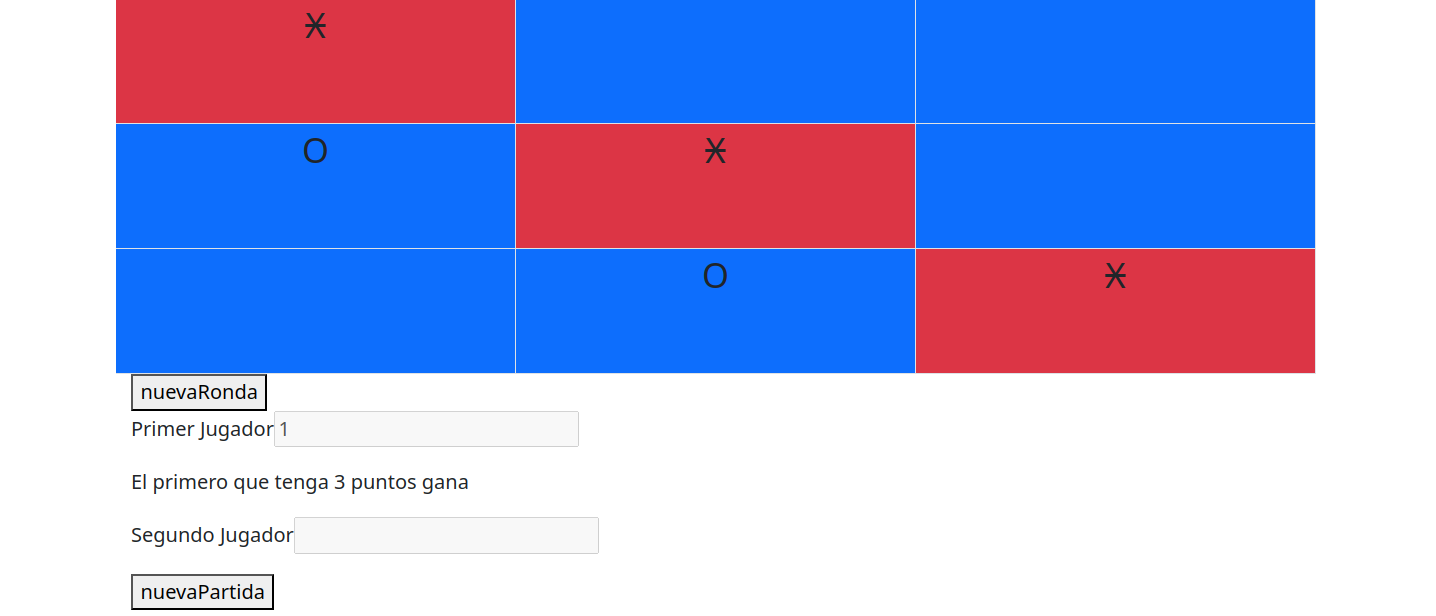 X
O X
O X
nuevaRonda
Primer Jugador 1
El primero que tenga 3 puntos gana
Segundo Jugador
nuevaPartida